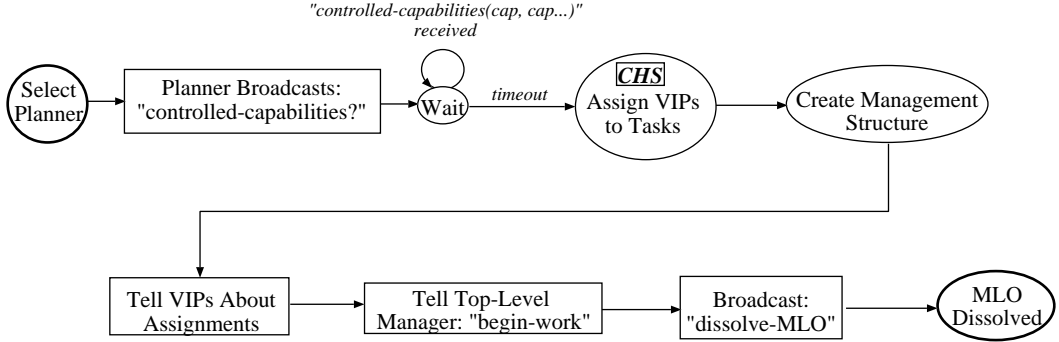 "controlled-capabilities(cap, cap...)"
received
Select
Planner
Planner Broadcasts:
"controlled-capabilities?"
Wait
timeout
CHS
Assign VIPs
to Tasks
Create Management
Structure
Tell VIPs About
Assignments
Tell Top-Level
Manager: "begin-work"
Broadcast:
"dissolve-MLO"
MLO
Dissolved